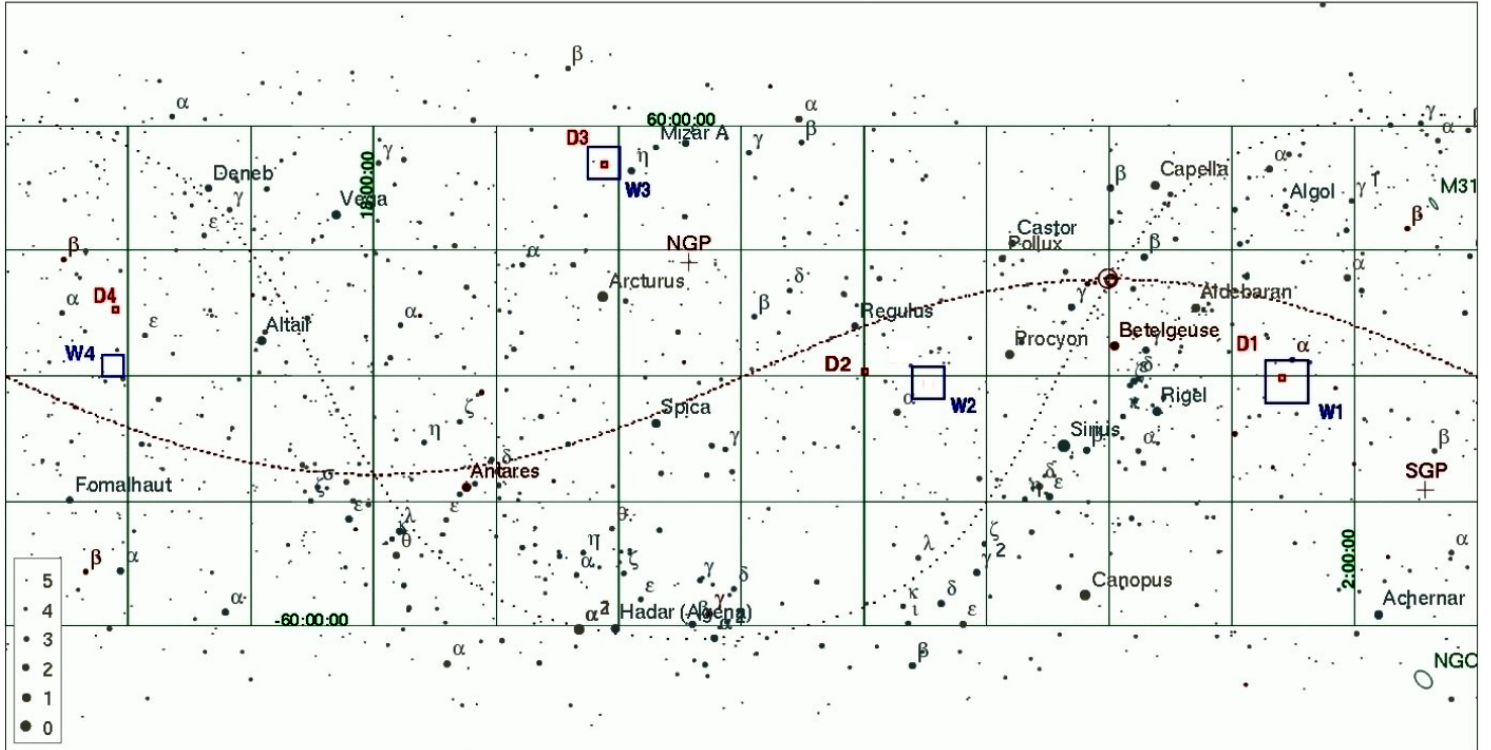 β
α
α
60:00:00
γ
D3
Mizar A
β
α
γ
η
α
Capella
Deneb
18:00:00
W3
β
Algol
γ 1
M31
γ
Vega
β
ε
Castor
NGP
β
Pollux
β
α
δ
α
Arcturus
Aldebaran
D4
α
β
γ
Regulus
ε
α
Altair
Procyon
Betelgeuse
D1
α
W4
D2
δ
α
W2
Rigel
W1
ζ
Spica
η
γ
Sirius
β
α
β
δ
Antares
σ
SGP
δ
Fomalhaut
ζ
ε
ε
ε
λ
κ
θ
η
ζ
λ
γ 2
2:00:00
α
β
α
α
ζ
5
γ
δ
Canopus
α
ε
κ
δ
Achernar
4
-60:00:00
Hadar (Agena)
ι
ε
3
α
β
NGC
2
1
0